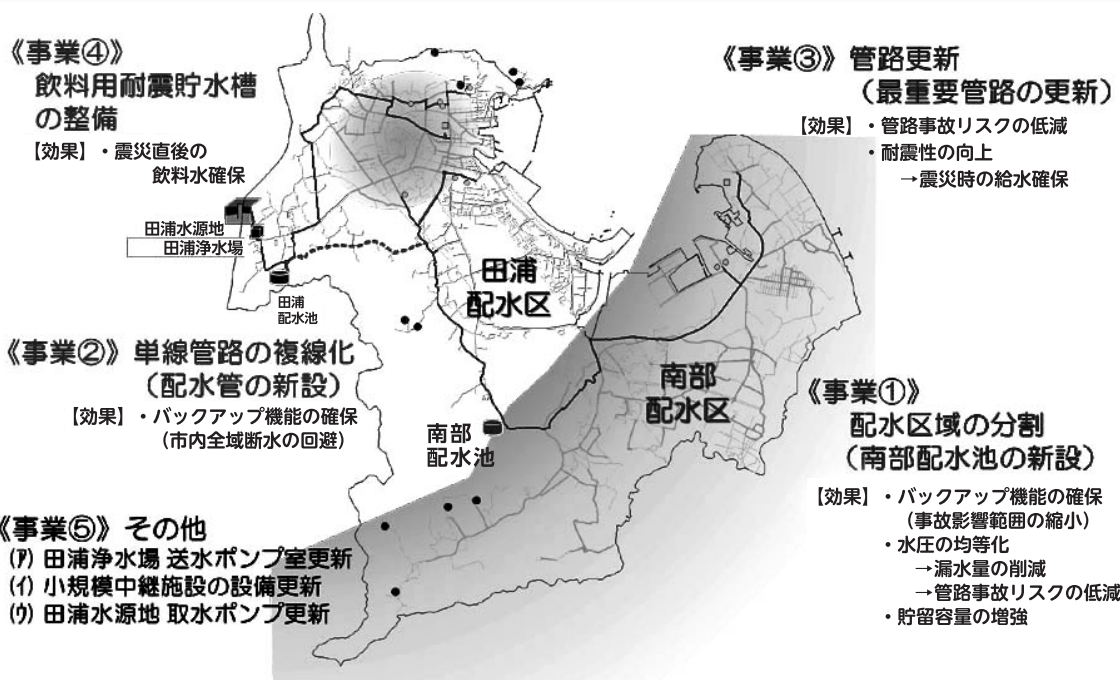 《事業④》
飲料用耐震貯水槽
の整備
【効果】・震災直後の
飲料水確保
《事業③》管路更新
（最重要管路の更新）
【効果】・管路事故リスクの低減
・耐震性の向上
→震災時の給水確保
田浦水源地
田浦浄水場
田浦
配水池
田浦
配水区
《事業②》単線管路の複線化
（配水管の新設）
【効果】・バックアップ機能の確保
（市内全域断水の回避）
南部
配水池
南部
配水区
《事業①》
配水区域の分割
（南部配水池の新設）
【効果】・バックアップ機能の確保
（事故影響範囲の縮小）
・水圧の均等化
→漏水量の削減
→管路事故リスクの低減
・貯留容量の増強
《事業⑤》その他
(ｱ) 田浦浄水場 送水ポンプ室更新
(ｲ) 小規模中継施設の設備更新
(ｳ) 田浦水源地 取水ポンプ更新